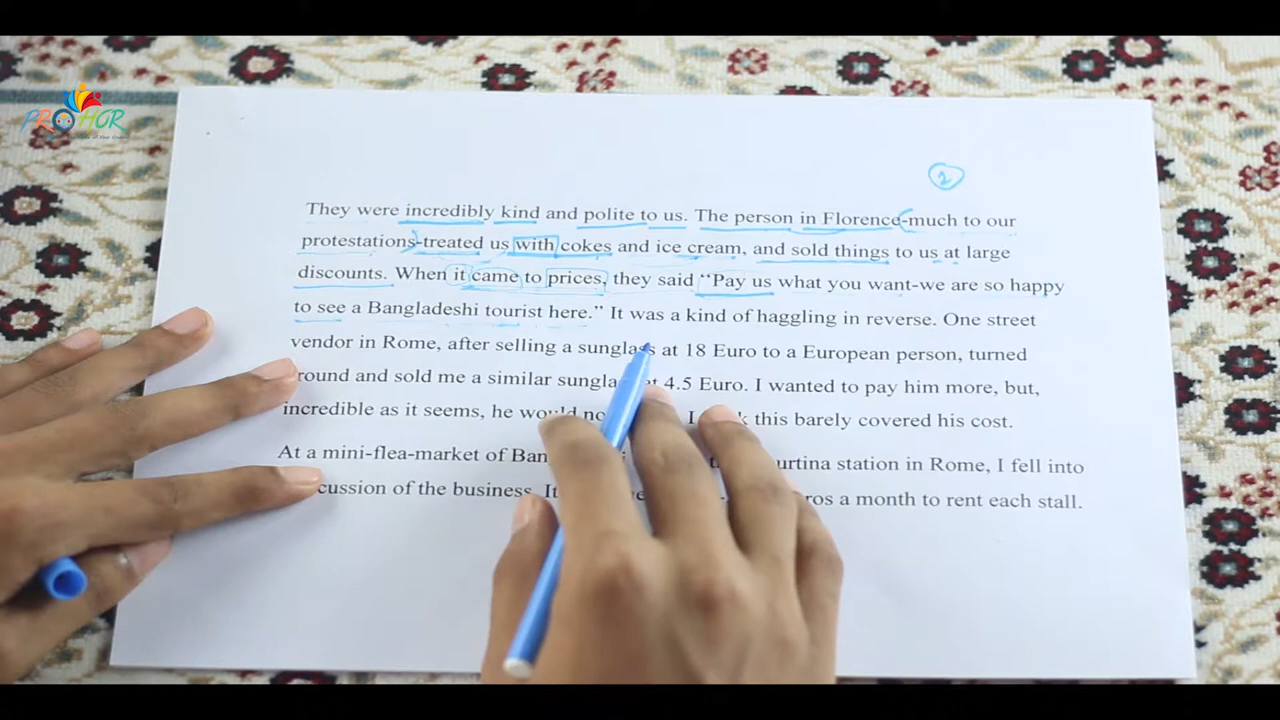 PROHOR
2
They were incredibly kind and polite to us. The person in Florence-much to our
protestations-treated us with cokes and ice cream, and sold things to us at large
discounts. When it came to prices, they said “Pay us what you want-we are so happy
to see a Bangladeshi tourist here.” It was a kind of haggling in reverse. One street
vendor in Rome, after selling a sunglass at 18 Euro to a European person, turned
around and sold me a similar at 4.5 Euro. I wanted to pay him more, but,
incredible as it seems, he would I this barely covered his cost.
At a mini-flea-market of station in Rome, I fell into
of the business. It a month to rent each stall.